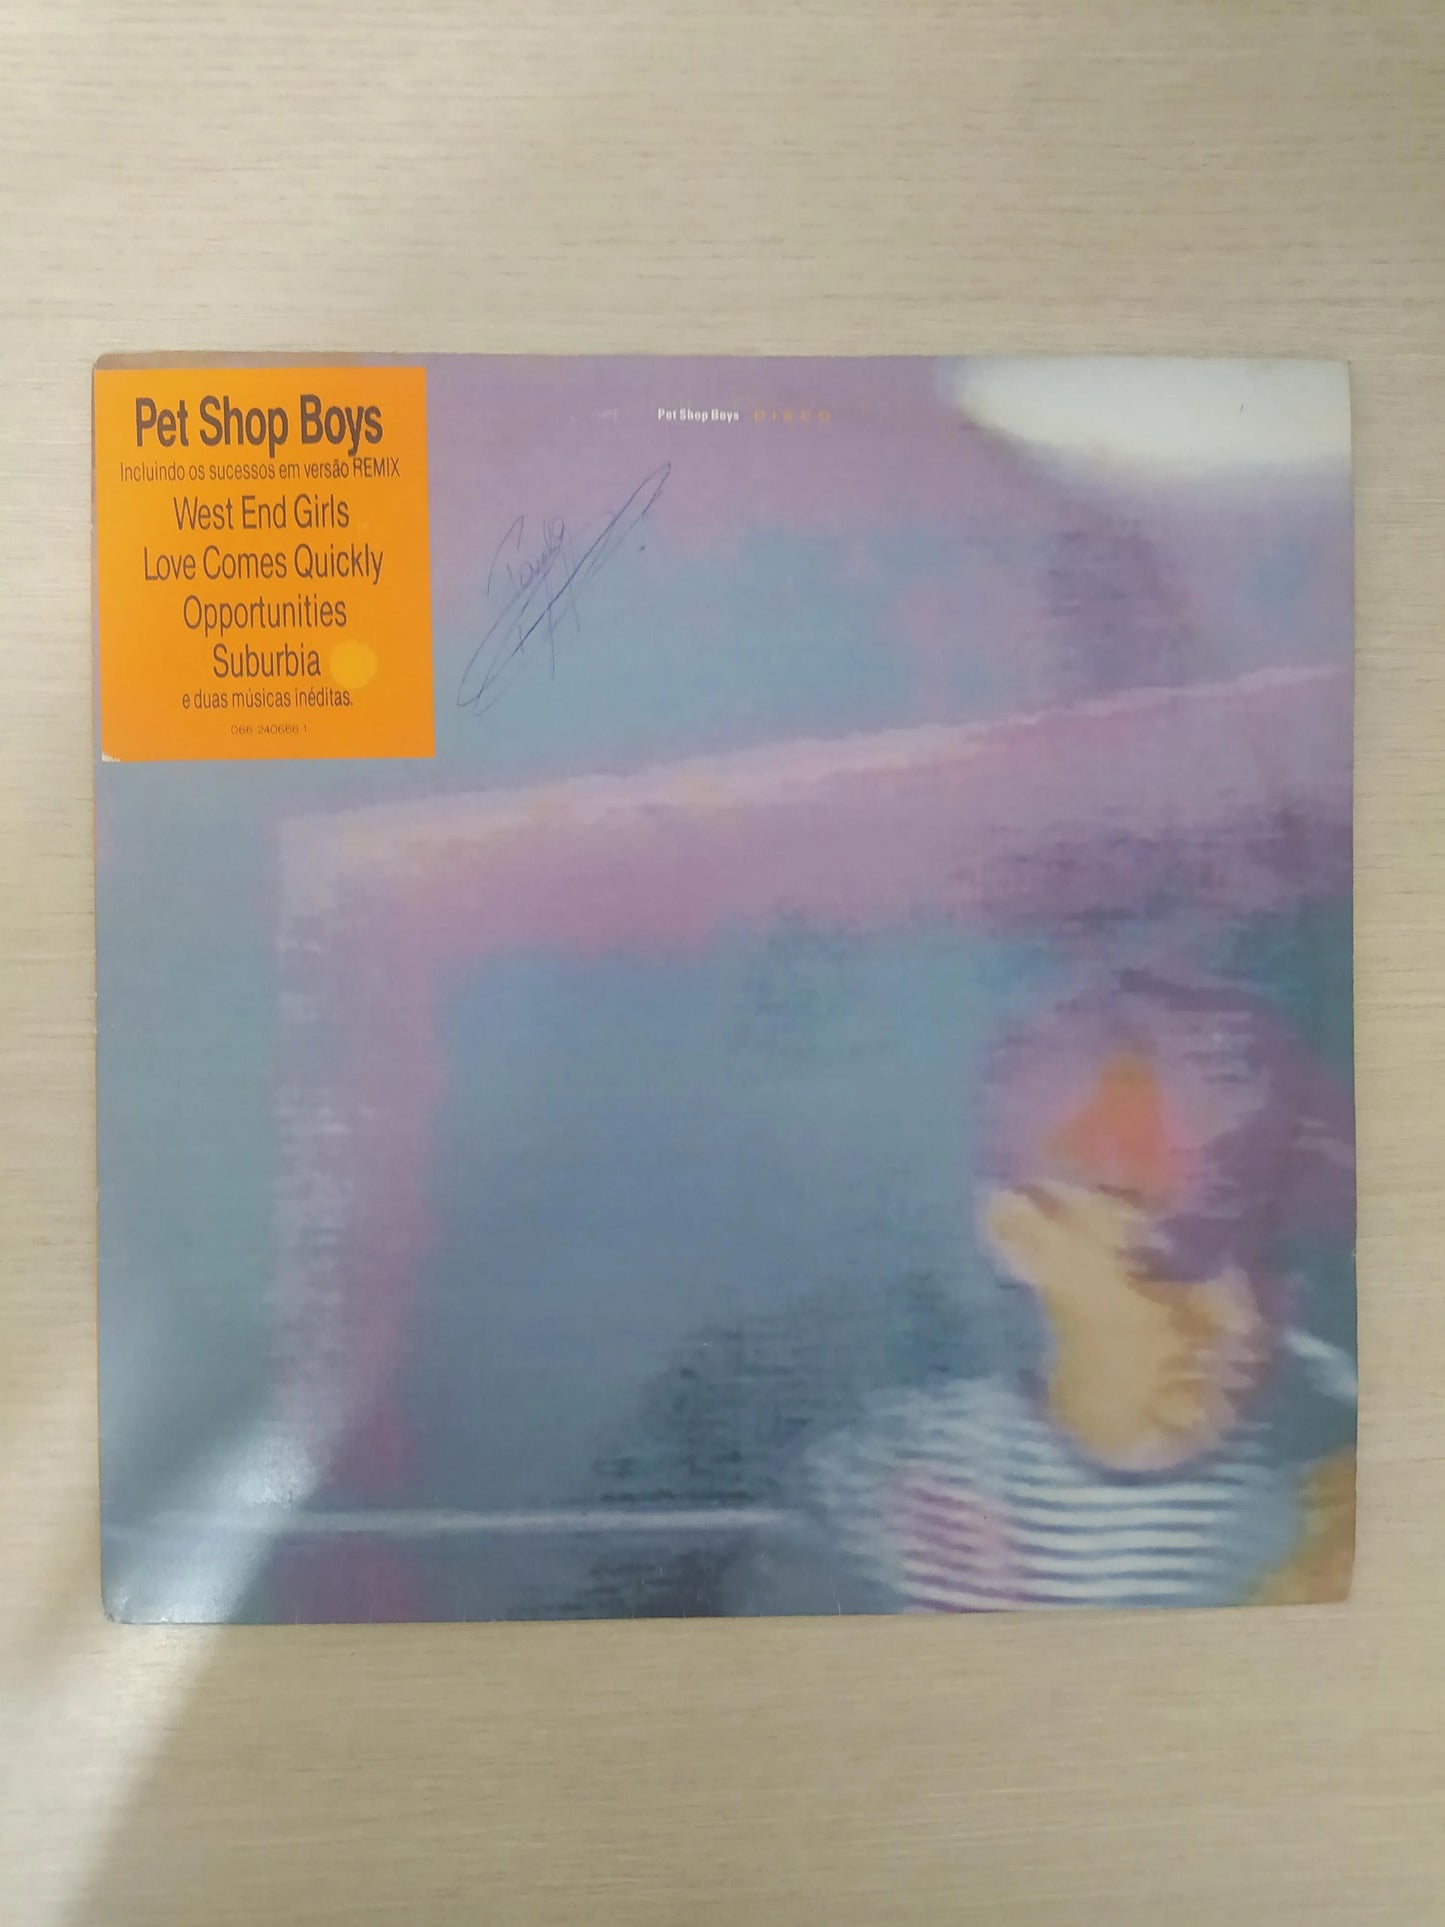 Pet Shop Boys
Incluindo os sucessos em versão REMIX
West End Girls
Love Comes Quickly
Opportunities
Suburbia
e duas músicas inéditas.
066 240666 1
Pet Shop Boys DISCO